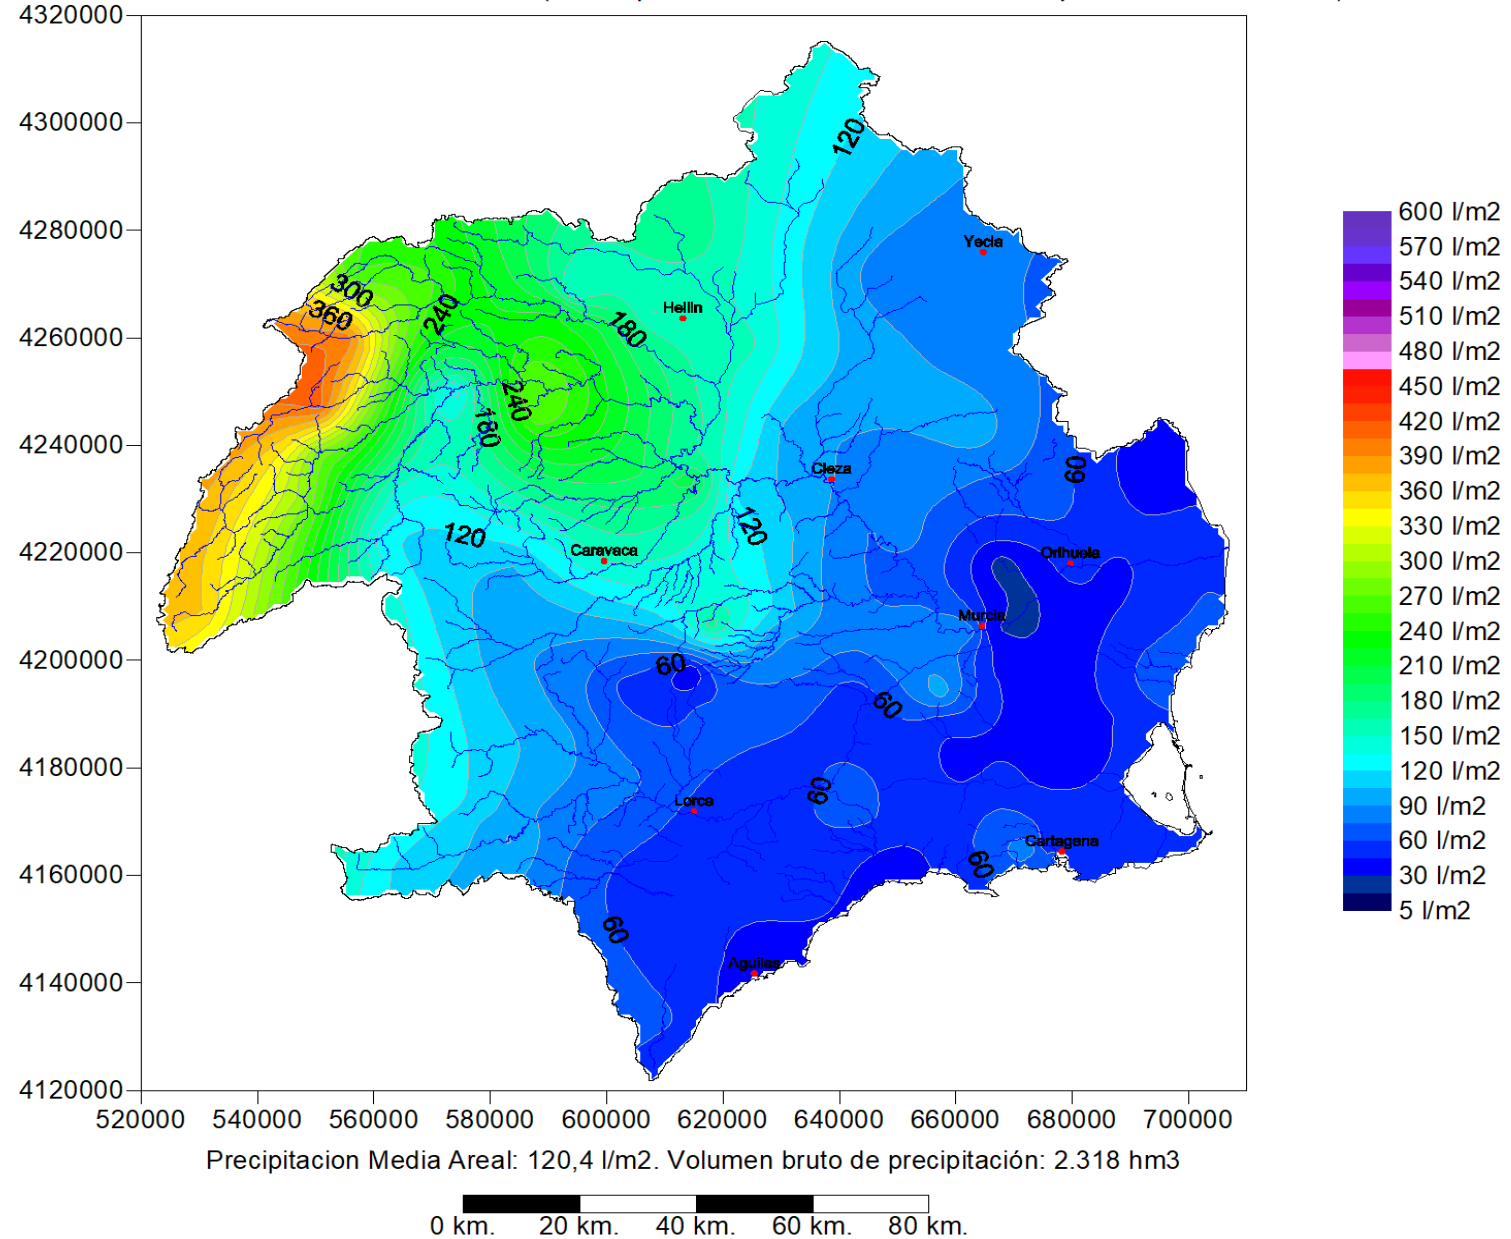 4320000
4300000
4280000
4260000
4240000
4220000
4200000
4180000
4160000
4140000
4120000
520000 540000 560000 580000 600000 620000 640000 660000 680000 700000
120
Yecla
300
360
240
Hellin
180
240
180
Cieza
60
120
120
Caravaca
Orihuela
Murcia
60
60
60
Lorca
Cartagena
60
60
Aguilas
600 l/m2
570 l/m2
540 l/m2
510 l/m2
480 l/m2
450 l/m2
420 l/m2
390 l/m2
360 l/m2
330 l/m2
300 l/m2
270 l/m2
240 l/m2
210 l/m2
180 l/m2
150 l/m2
120 l/m2
90 l/m2
60 l/m2
30 l/m2
5 l/m2
Precipitacion Media Areal: 120,4 l/m2. Volumen bruto de precipitación: 2.318 hm3
0 km. 20 km. 40 km. 60 km. 80 km.